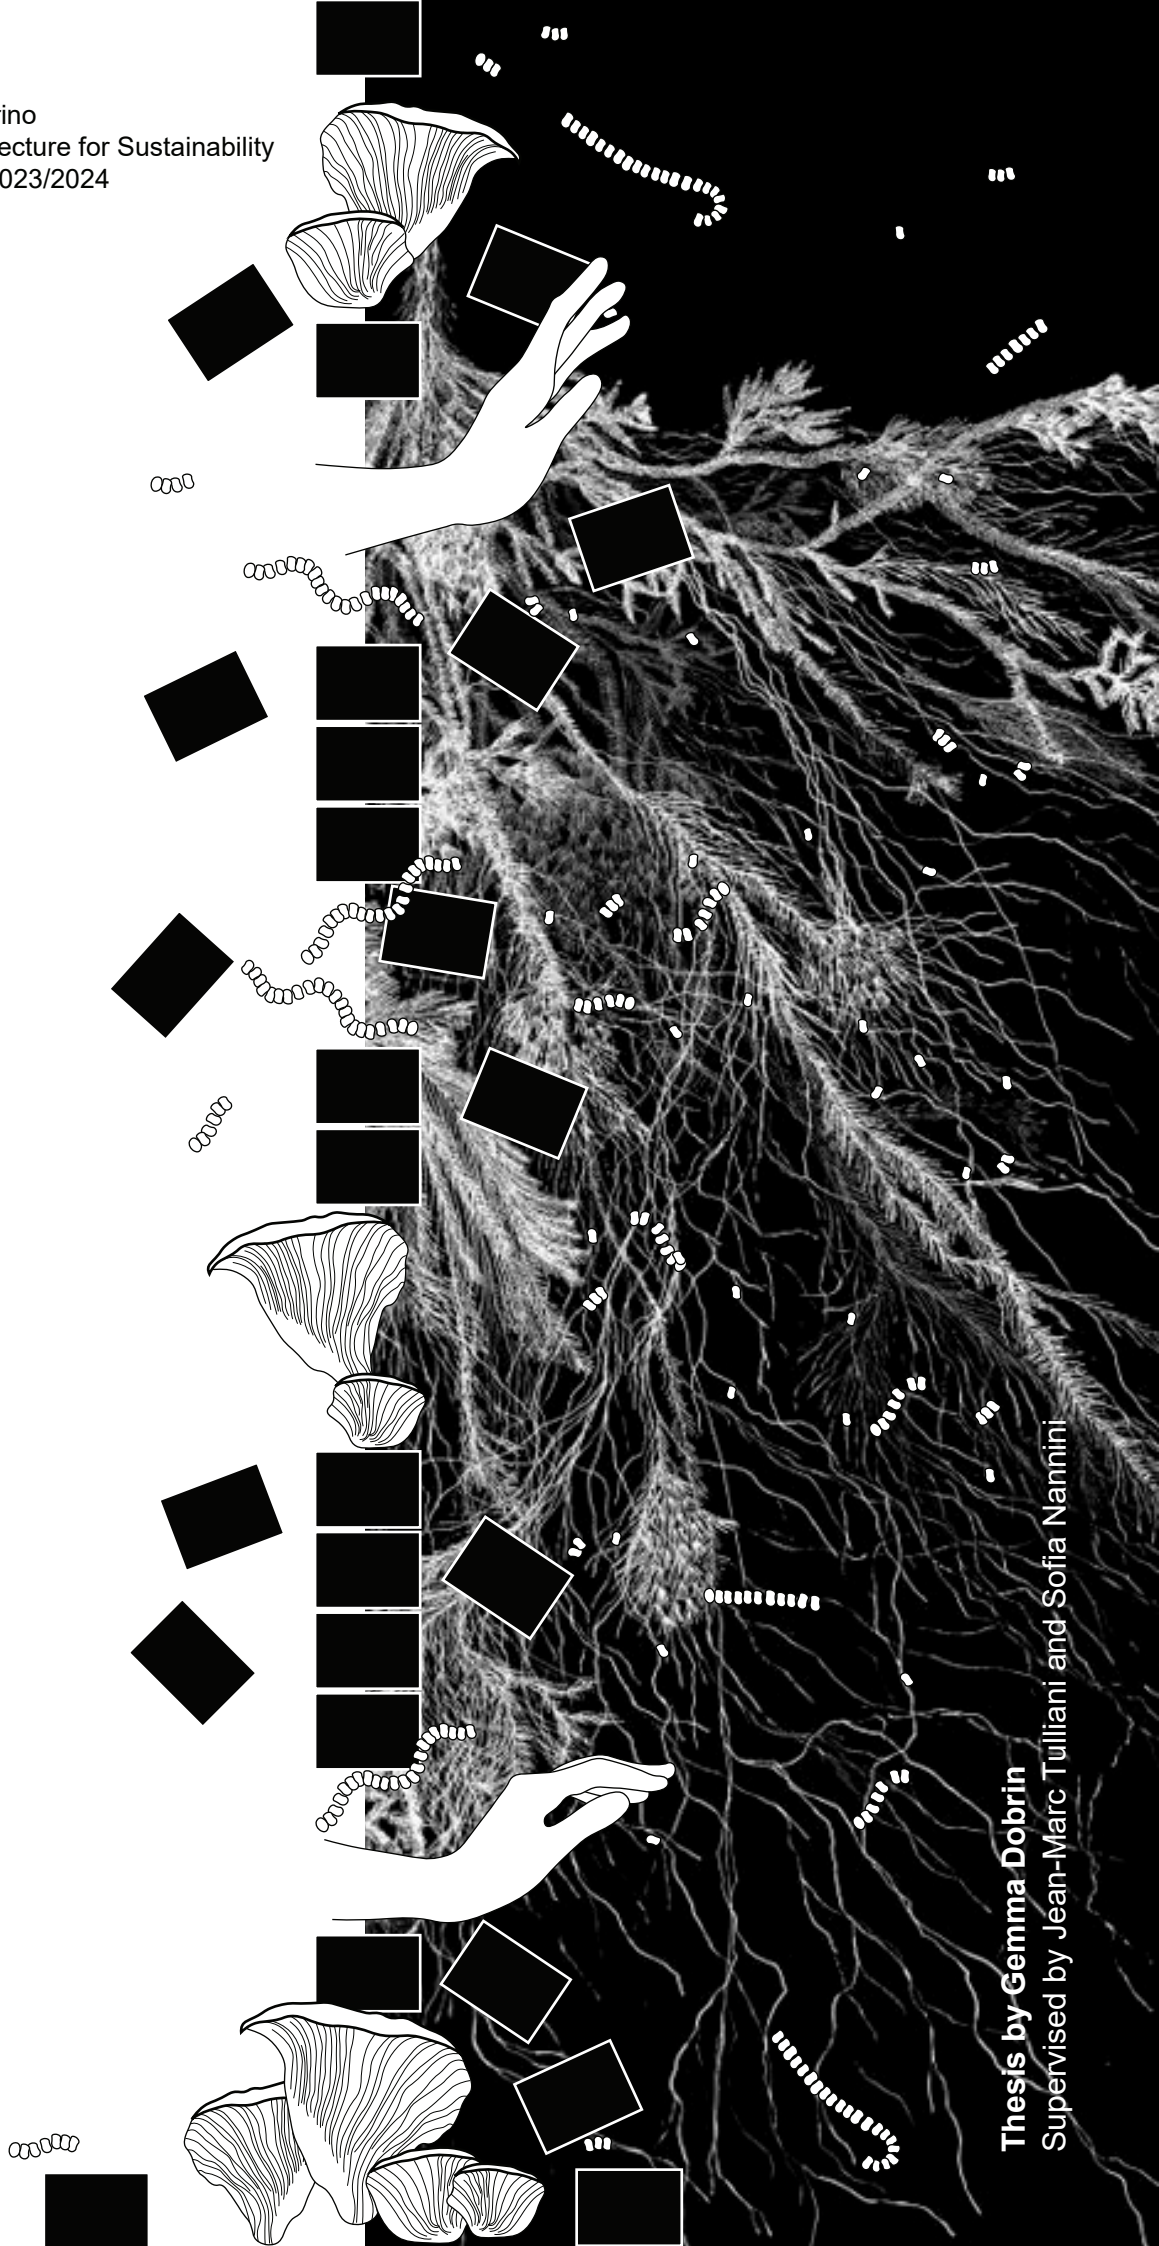 rino
ecture for Sustainability
023/2024
Thesis by Gemma Dobrin
Supervised by Jean-Marc Tulliani and Sofia Nannini